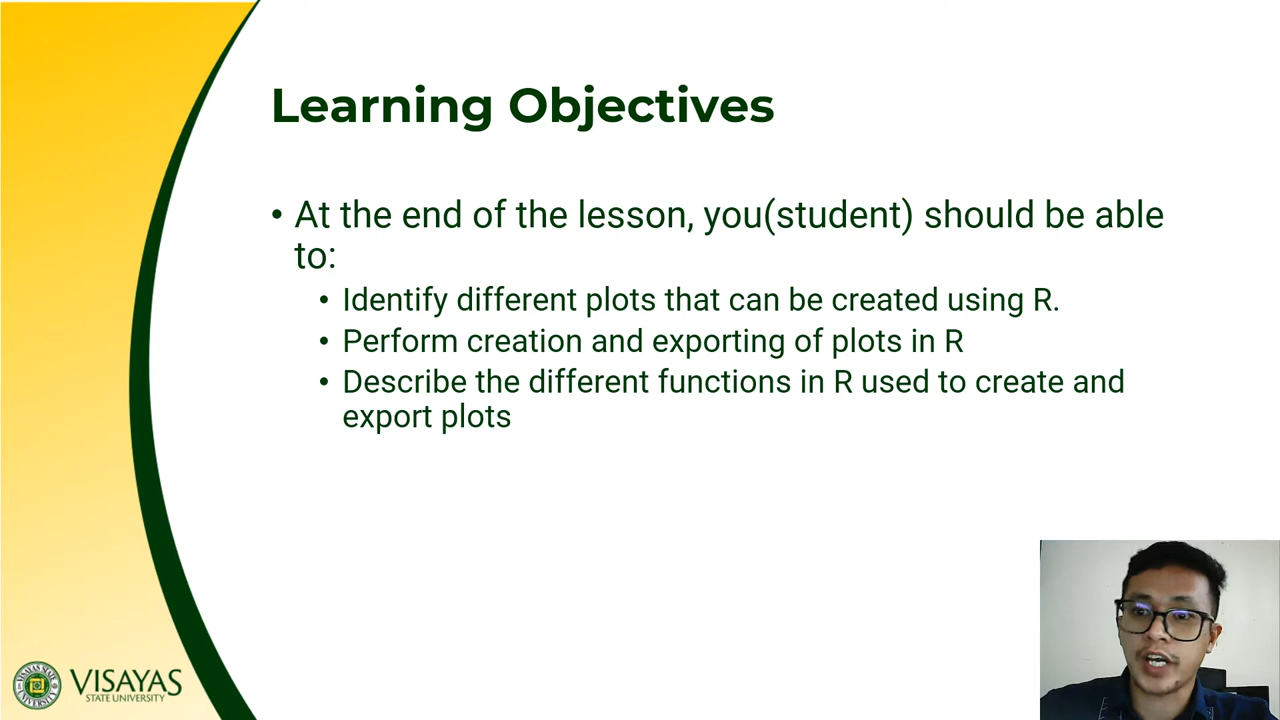 Learning Objectives
• At the end of the lesson, you(student) should be able
to:
• Identify different plots that can be created using R.
• Perform creation and exporting of plots in R
• Describe the different functions in R used to create and
export plots
VISAYAS
STATE UNIVERSITY